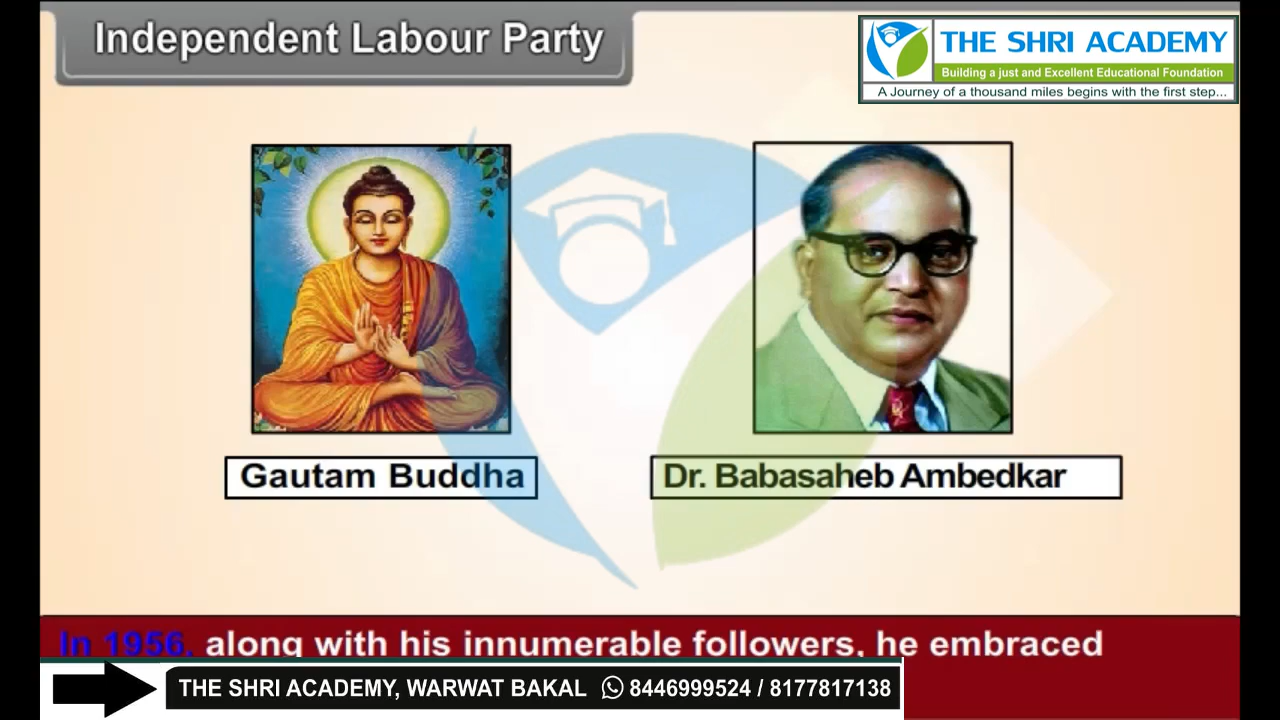 Independent Labour Party
THE SHRI ACADEMY
Building a just and Excellent Educational Foundation
A Journey of a thousand miles begins with the first step...
Gautam Buddha
Dr. Babasaheb Ambedkar
In 1956, along with his innumerable followers, he embraced
THE SHRI ACADEMY, WARWAT BAKAL 8446999524 / 8177817138